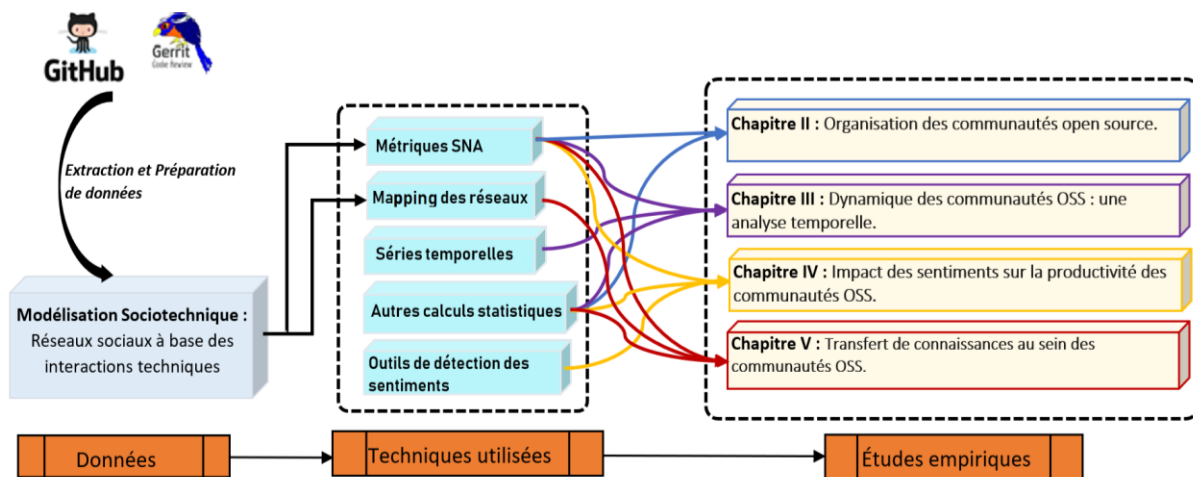 GitHub
Gerrit
Code Review
Extraction et Préparation
de données
Modélisation Sociotechnique :
Réseaux sociaux à base des
interactions techniques
Métriques SNA
Mapping des réseaux
Séries temporelles
Autres calculs statistiques
Outils de détection des
sentiments
Chapitre II : Organisation des communautés open source.
Chapitre III : Dynamique des communautés OSS : une
analyse temporelle.
Chapitre IV : Impact des sentiments sur la productivité des
communautés OSS.
Chapitre V : Transfert de connaissances au sein des
communautés OSS.
Données
Techniques utilisées
Études empiriques